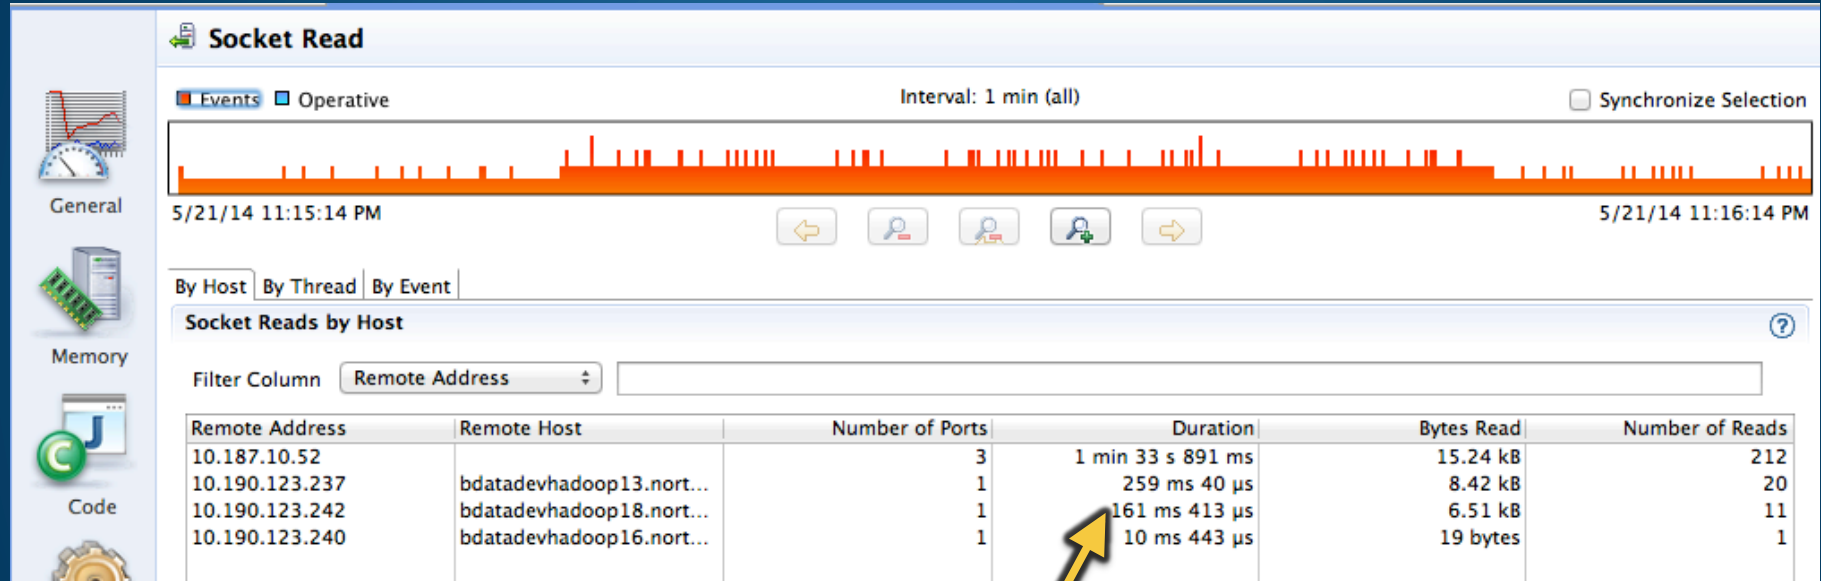 Socket Read
Events Operative
Interval: 1 min (all)
Synchronize Selection
General
5/21/14 11:15:14 PM
5/21/14 11:16:14 PM
By Host By Thread By Event
Socket Reads by Host
?
Memory
Filter Column Remote Address
Remote Address Remote Host Number of Ports Duration Bytes Read Number of Reads
10.187.10.52 3 1 min 33 s 891 ms 15.24 kB 212
10.190.123.237 bdatadevhadoop13.nort... 1 259 ms 40 µs 8.42 kB 20
10.190.123.242 bdatadevhadoop18.nort... 1 161 ms 413 µs 6.51 kB 11
10.190.123.240 bdatadevhadoop16.nort... 1 10 ms 443 µs 19 bytes 1
J
C
Code